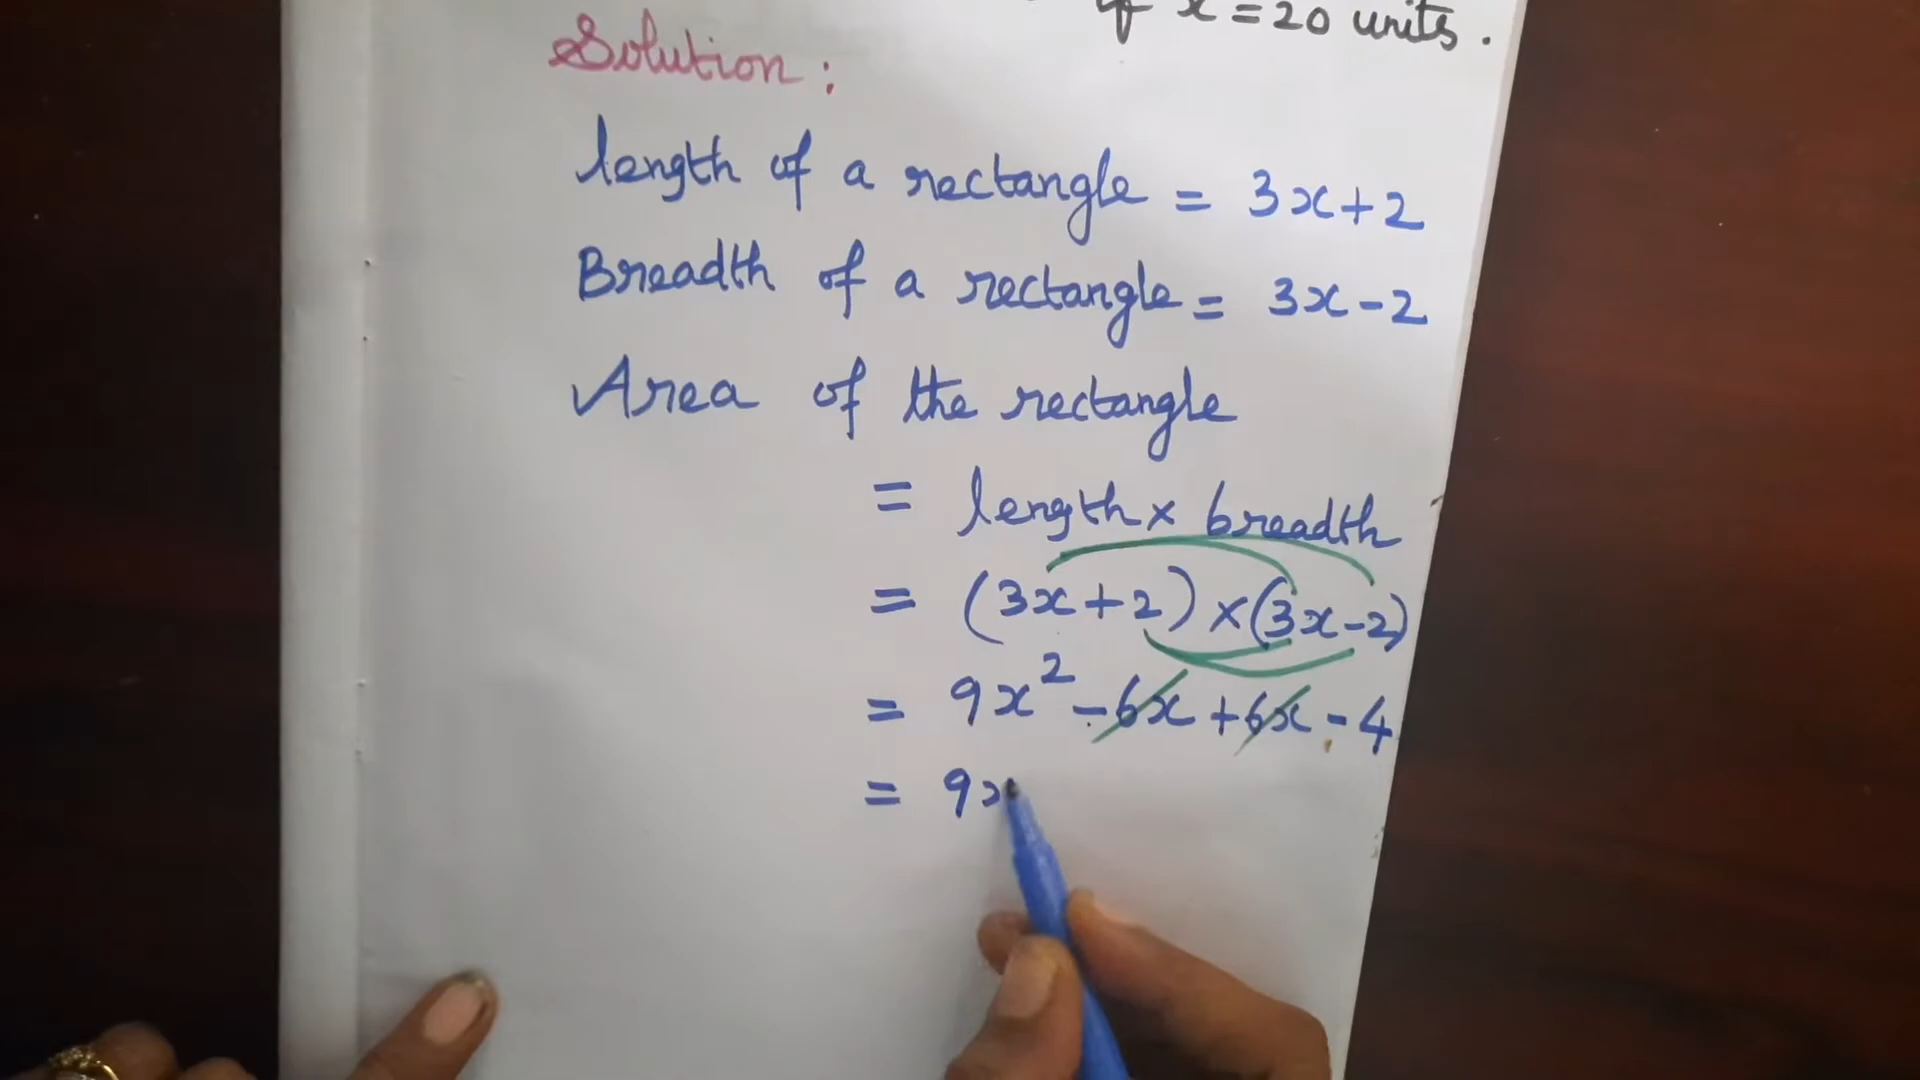 if x = 20 units.
Solution :
length of a rectangle = 3x+2
Breadth of a rectangle = 3x-2
Area of the rectangle
= length × breadth
= (3x+2) × (3x-2)
= 9x² - 6x + 6x - 4
= 9x